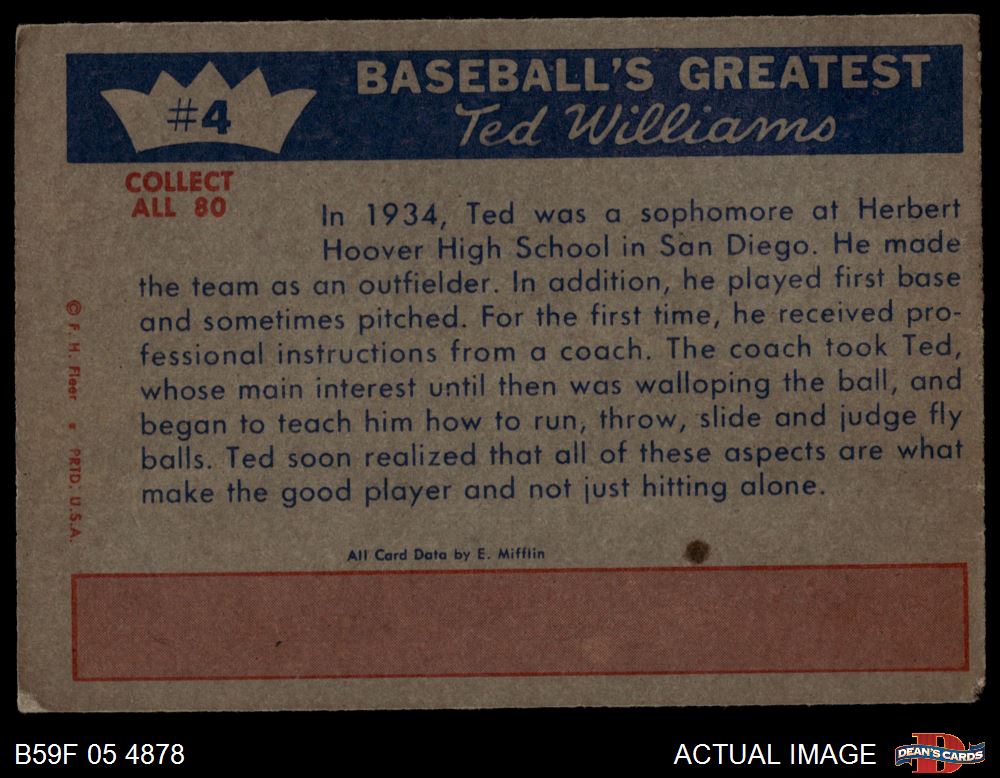 #4
BASEBALL'S GREATEST
Ted Williams
COLLECT
ALL 80
In 1934, Ted was a sophomore at Herbert
Hoover High School in San Diego. He made
the team as an outfielder. In addition, he played first base
and sometimes pitched. For the first time, he received pro-
fessional instructions from a coach. The coach took Ted,
whose main interest until then was walloping the ball, and
began to teach him how to run, throw, slide and judge fly
balls. Ted soon realized that all of these aspects are what
make the good player and not just hitting alone.
© F. H. Fleer • PRTD. U.S.A.
All Card Data by E. Mifflin
B59F 05 4878
ACTUAL IMAGE
D
DEAN'S CARDS